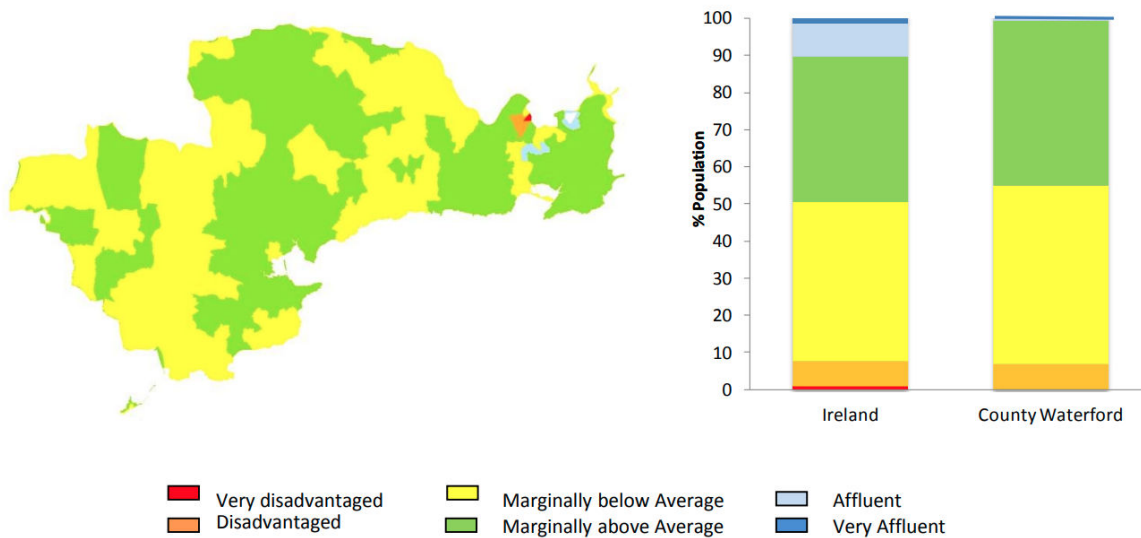 % Population
100
90
80
70
60
50
40
30
20
10
0
Ireland
County Waterford
Very disadvantaged
Disadvantaged
Marginally below Average
Marginally above Average
Affluent
Very Affluent